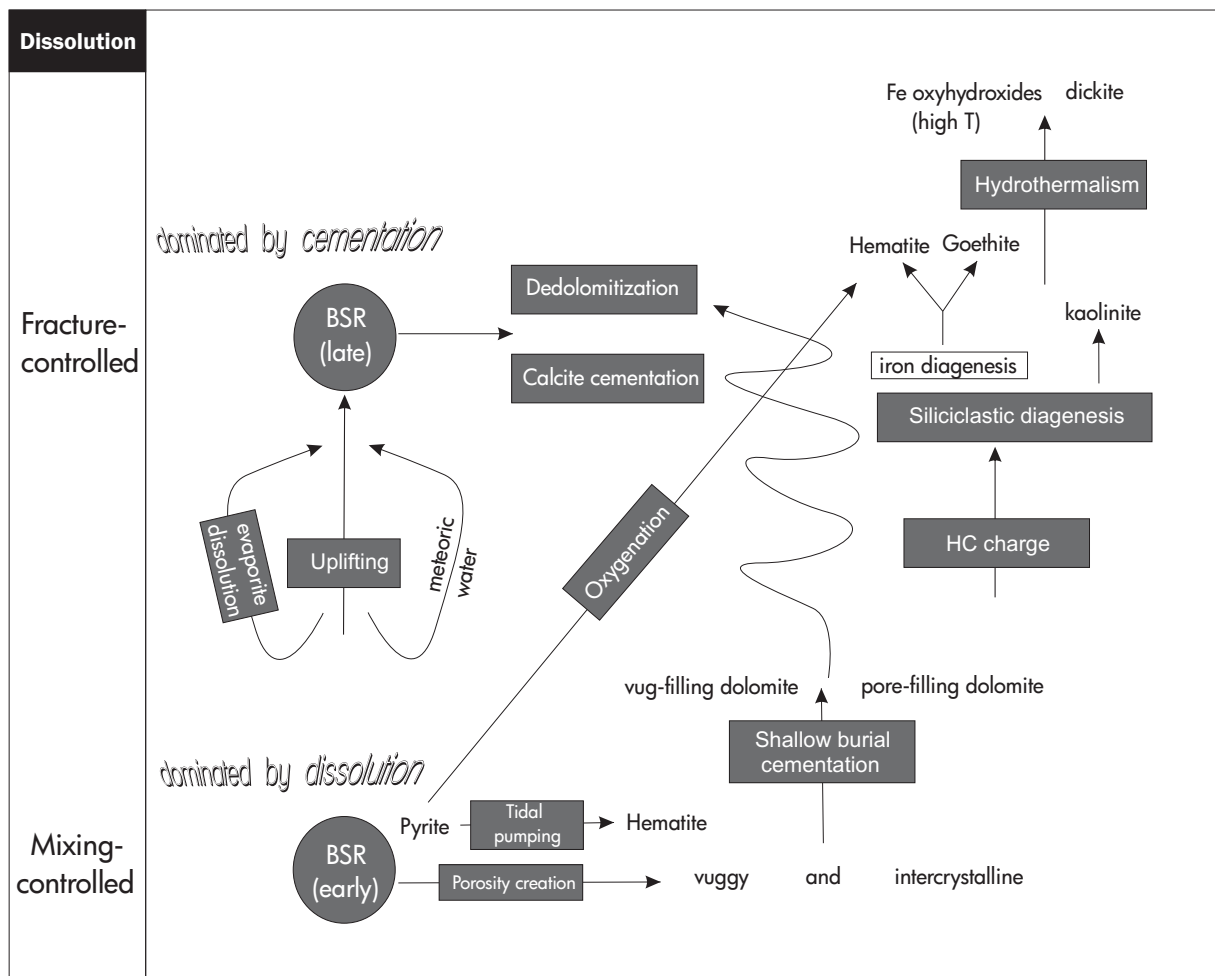 Dissolution
Fe oxyhydroxides
(high T)
dickite
Hydrothermalism
dominated by cementation
Hematite
Goethite
Fracture-
controlled
BSR
(late)
Dedolomitization
Calcite cementation
kaolinite
iron diagenesis
Siliciclastic diagenesis
evaporite
dissolution
Uplifting
meteoric
water
Oxygenation
HC charge
vug-filling dolomite
pore-filling dolomite
Shallow burial
cementation
dominated by dissolution
Mixing-
controlled
BSR
(early)
Pyrite
Tidal
pumping
Hematite
Porosity creation
vuggy and intercrystalline